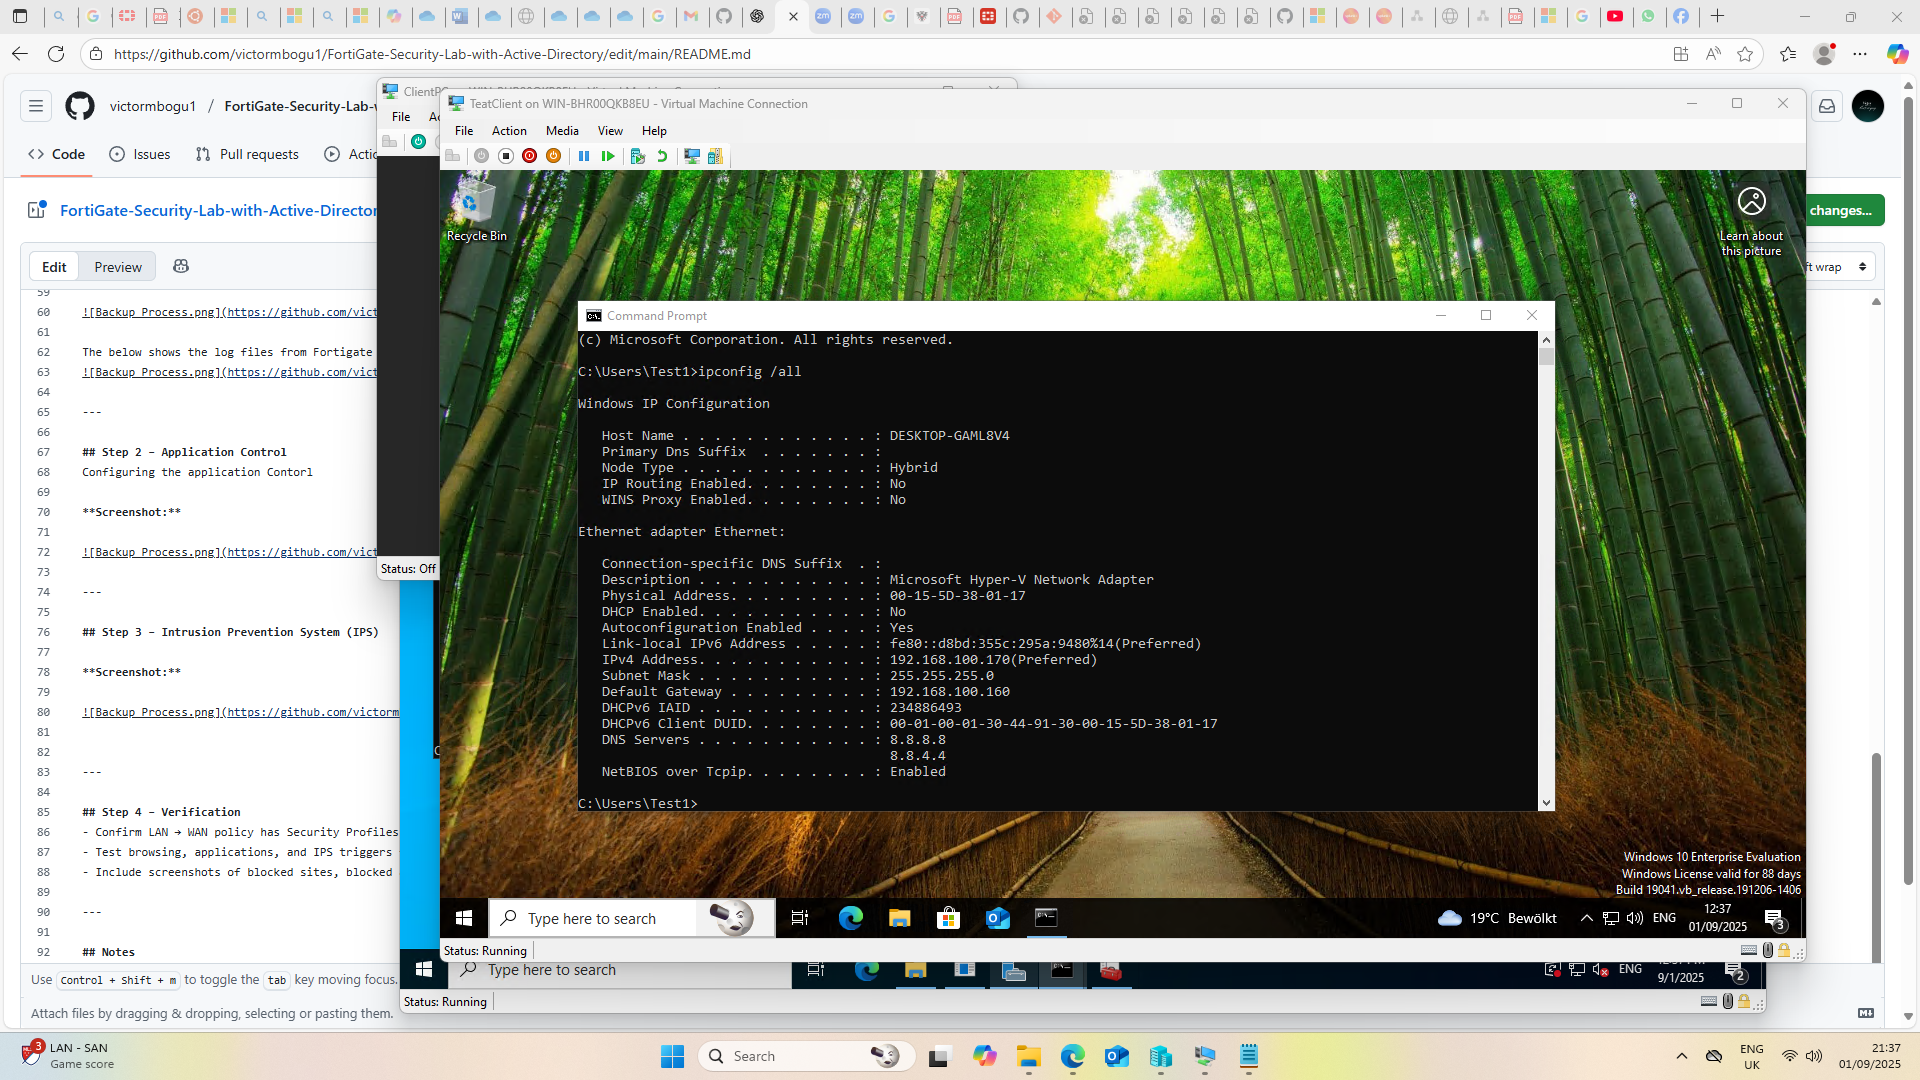 https://github.com/victormbogu1/FortiGate-Security-Lab-with-Active-Directory/edit/main/README.md
victormbogu1 / FortiGate-Security-Lab-w
Code
Issues
Pull requests
FortiGate-Security-Lab-with-Active-Director
changes...
Edit
Preview
ft wrap
59
60 ![Backup Process.png](https://github.com/vict
61
62 The below shows the log files from Fortigate
63 ![Backup Process.png](https://github.com/vict
64
65 ---
66
67 ## Step 2 – Application Control
68 Configuring the application Contorl
69
70 **Screenshot:**
71
72 ![Backup Process.png](https://github.com/vict
73
74 ---
75
76 ## Step 3 – Intrusion Prevention System (IPS)
77
78 **Screenshot:**
79
80 ![Backup Process.png](https://github.com/victorm
81
82
83 ---
84
85 ## Step 4 – Verification
86 - Confirm LAN → WAN policy has Security Profiles
87 - Test browsing, applications, and IPS triggers
88 - Include screenshots of blocked sites, blocked
89
90 ---
91
92 ## Notes
Use Control + Shift + m to toggle the tab key moving focus.
Attach files by dragging & dropping, selecting or pasting them.
File
Status: Off
TeatClient on WIN-BHR00QKB8EU - Virtual Machine Connection
File Action Media View Help
Recycle Bin
Learn about
this picture
Command Prompt
(c) Microsoft Corporation. All rights reserved.
C:\Users\Test1>ipconfig /all
Windows IP Configuration
Host Name . . . . . . . . . . . . : DESKTOP-GAML8V4
Primary Dns Suffix  . . . . . . . :
Node Type . . . . . . . . . . . . : Hybrid
IP Routing Enabled. . . . . . . . : No
WINS Proxy Enabled. . . . . . . . : No
Ethernet adapter Ethernet:
Connection-specific DNS Suffix  . :
Description . . . . . . . . . . . : Microsoft Hyper-V Network Adapter
Physical Address. . . . . . . . . : 00-15-5D-38-01-17
DHCP Enabled. . . . . . . . . . . : No
Autoconfiguration Enabled . . . . : Yes
Link-local IPv6 Address . . . . . : fe80::d8bd:355c:295a:9480%14(Preferred)
IPv4 Address. . . . . . . . . . . : 192.168.100.170(Preferred)
Subnet Mask . . . . . . . . . . . : 255.255.255.0
Default Gateway . . . . . . . . . : 192.168.100.160
DHCPv6 IAID . . . . . . . . . . . : 234886493
DHCPv6 Client DUID. . . . . . . . : 00-01-00-01-30-44-91-30-00-15-5D-38-01-17
DNS Servers . . . . . . . . . . . : 8.8.8.8
8.8.4.4
NetBIOS over Tcpip. . . . . . . . : Enabled
C:\Users\Test1>
Windows 10 Enterprise Evaluation
Windows License valid for 88 days
Build 19041.vb_release.191206-1406
Type here to search
19°C Bewölkt
ENG
12:37
01/09/2025
3
Status: Running
Type here to search
ENG
9/1/2025
2
Status: Running
3
LAN - SAN
Game score
Search
ENG
UK
21:37
01/09/2025